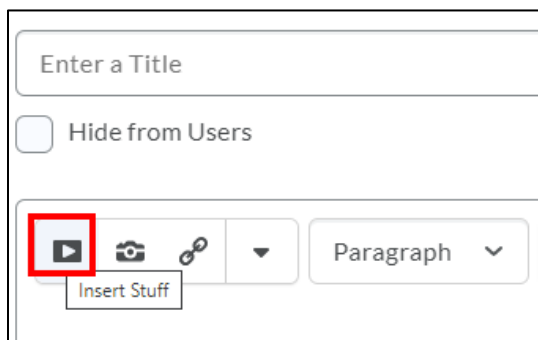 Enter a Title
Hide from Users
Paragraph
Insert Stuff